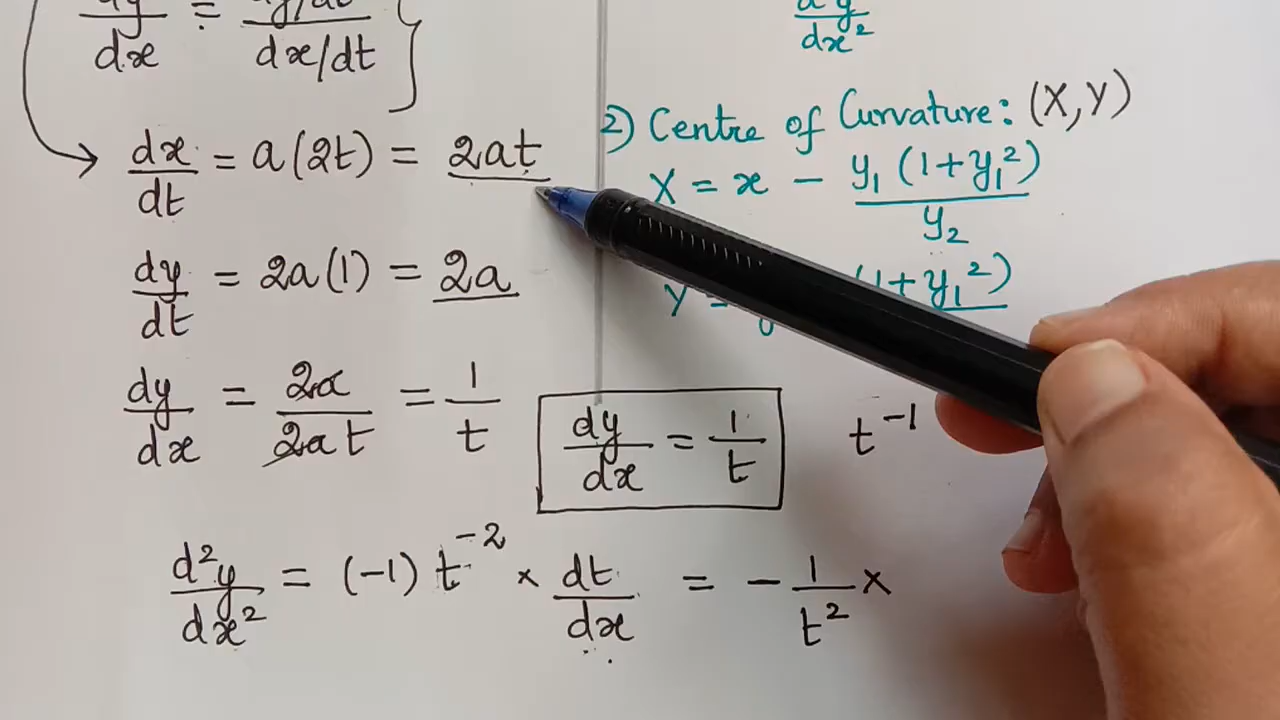 dy/dx = dy/dt / dx/dt
dx/dt = a(2t) = 2at
dy/dt = 2a(1) = 2a
dy/dx = 2a/2at = 1/t
dy/dx = 1/t
t⁻¹
d²y/dx² = (-1) t⁻² × dt/dx = - 1/t² ×
d²y/dx²
2) Centre of Curvature: (X,Y)
X = x - y₁(1+y₁²)/y₂
Y = y 1+y₁²)